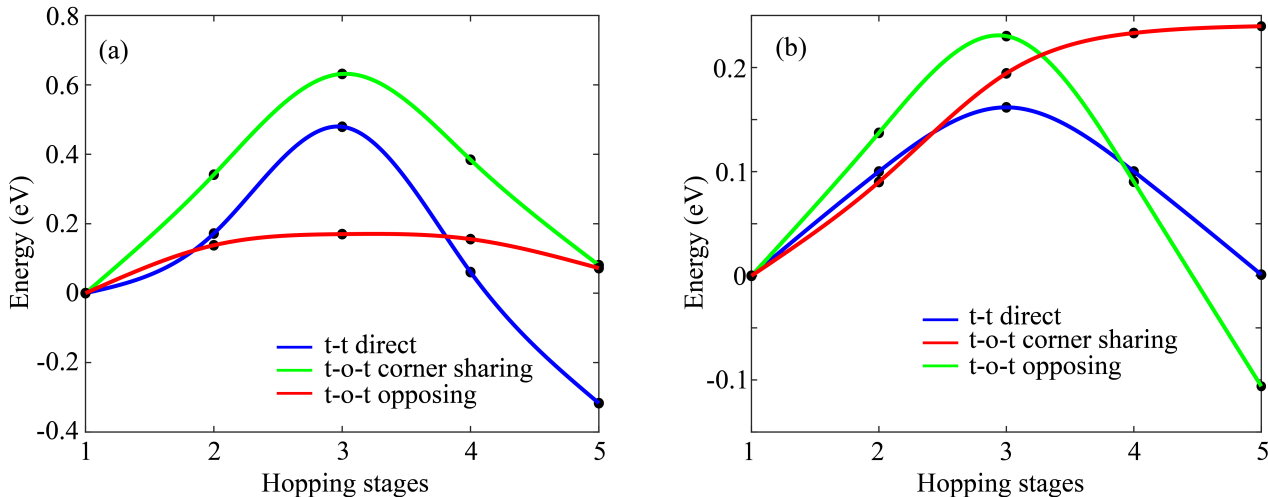 (a)
0.8
0.6
0.4
0.2
0
-0.2
-0.4
Energy (eV)
t-t direct
t-o-t corner sharing
t-o-t opposing
1 2 3 4 5
Hopping stages
(b)
0.2
0.1
0
-0.1
Energy (eV)
t-t direct
t-o-t corner sharing
t-o-t opposing
1 2 3 4 5
Hopping stages